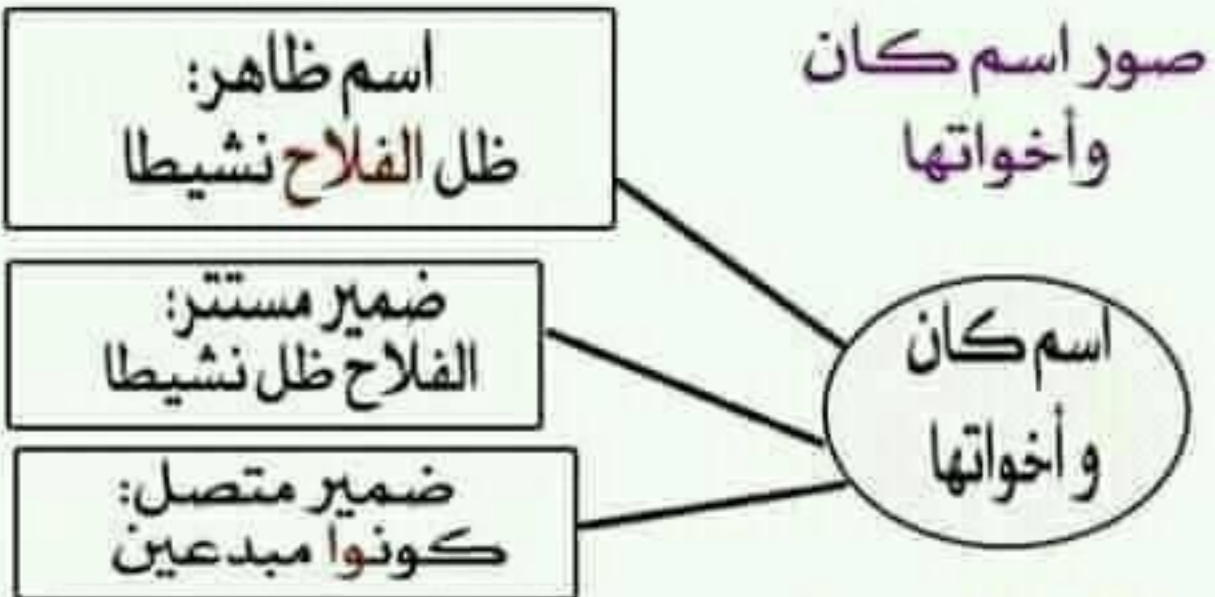 صور اسم كان
وأخواتها
اسم كان
و أخواتها
اسم ظاهر:
ظل الفلاح نشيطا
ضمير مستتر:
الفلاح ظل نشيطا
ضمير متصل:
كونوا مبدعين